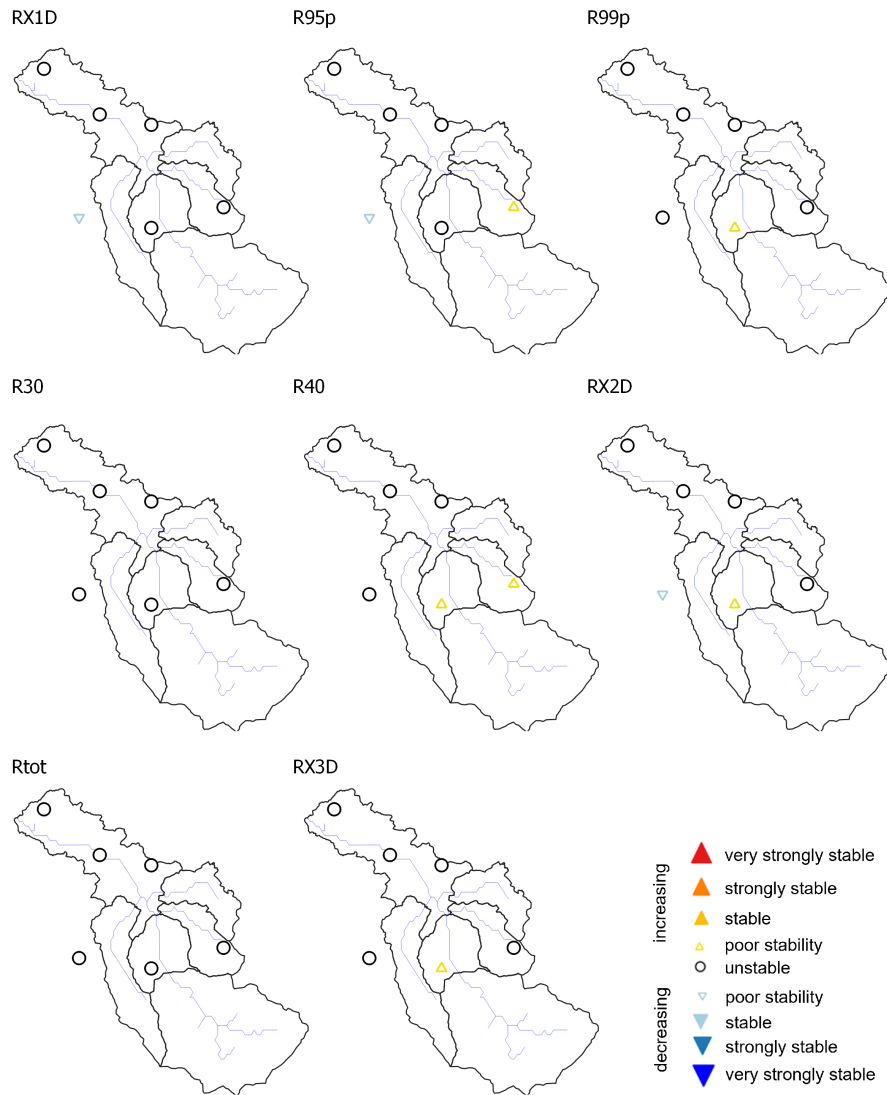 RX1D
R95p
R99p
R30
R40
RX2D
Rtot
RX3D
increasing
very strongly stable
strongly stable
stable
poor stability
unstable
decreasing
poor stability
stable
strongly stable
very strongly stable